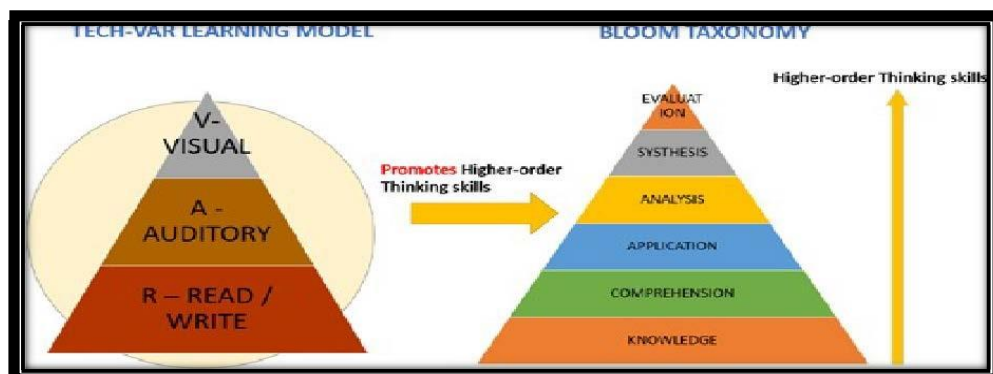 TECH-VAR LEARNING MODEL
BLOOM TAXONOMY
V-
VISUAL
A -
AUDITORY
R – READ /
WRITE
Promotes Higher-order
Thinking skills
Higher-order Thinking skills
EVALUAT
ION
SYSTHESIS
ANALYSIS
APPLICATION
COMPREHENSION
KNOWLEDGE